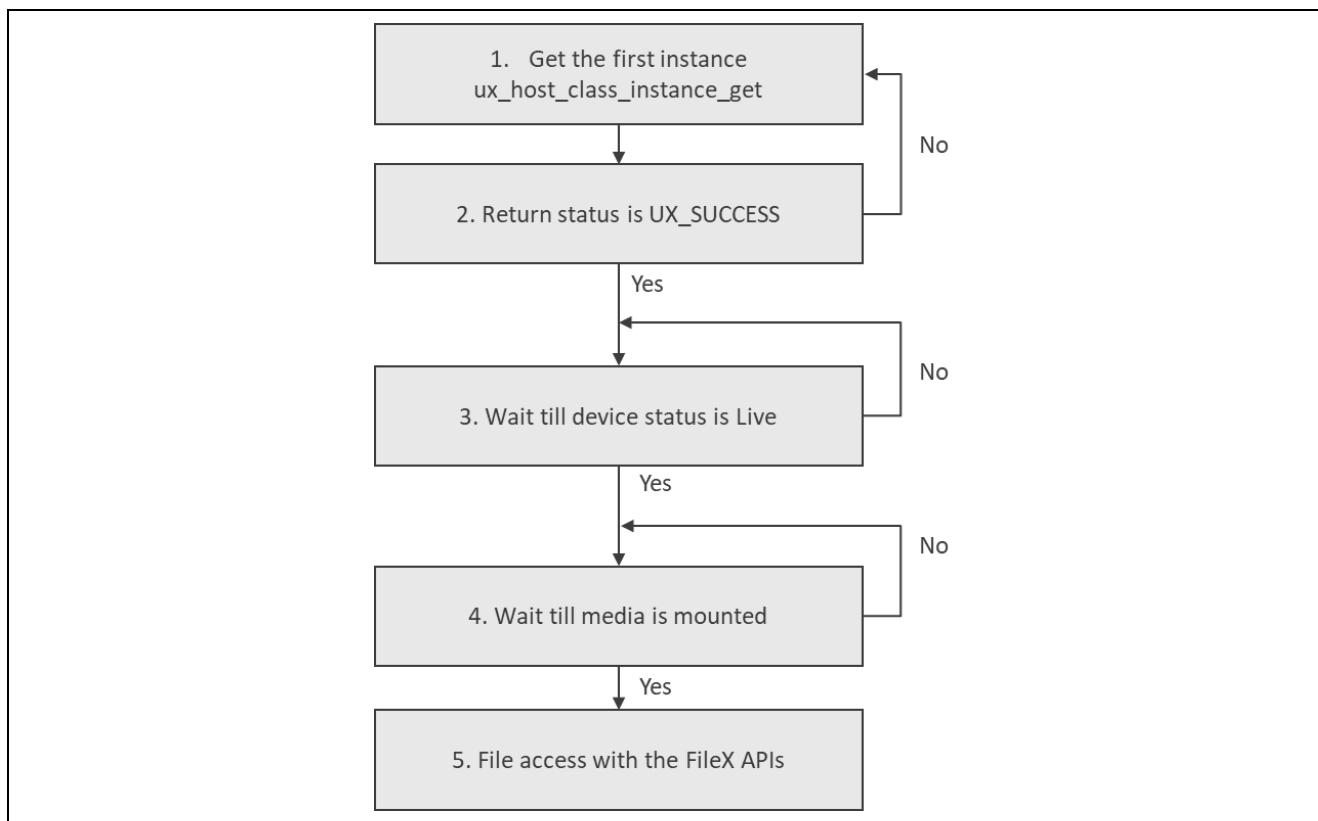 1. Get the first instance
ux_host_class_instance_get
No
2. Return status is UX_SUCCESS
Yes
No
3. Wait till device status is Live
Yes
No
4. Wait till media is mounted
Yes
5. File access with the FileX APIs